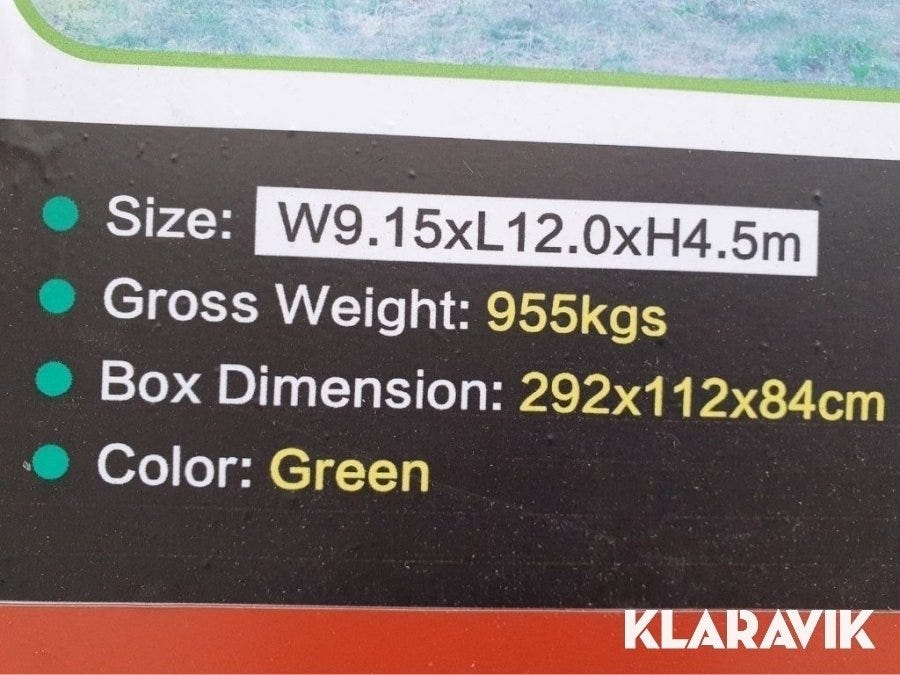 Size: W9.15xL12.0xH4.5m
Gross Weight: 955kgs
Box Dimension: 292x112x84cm
Color: Green
KLARAVIK